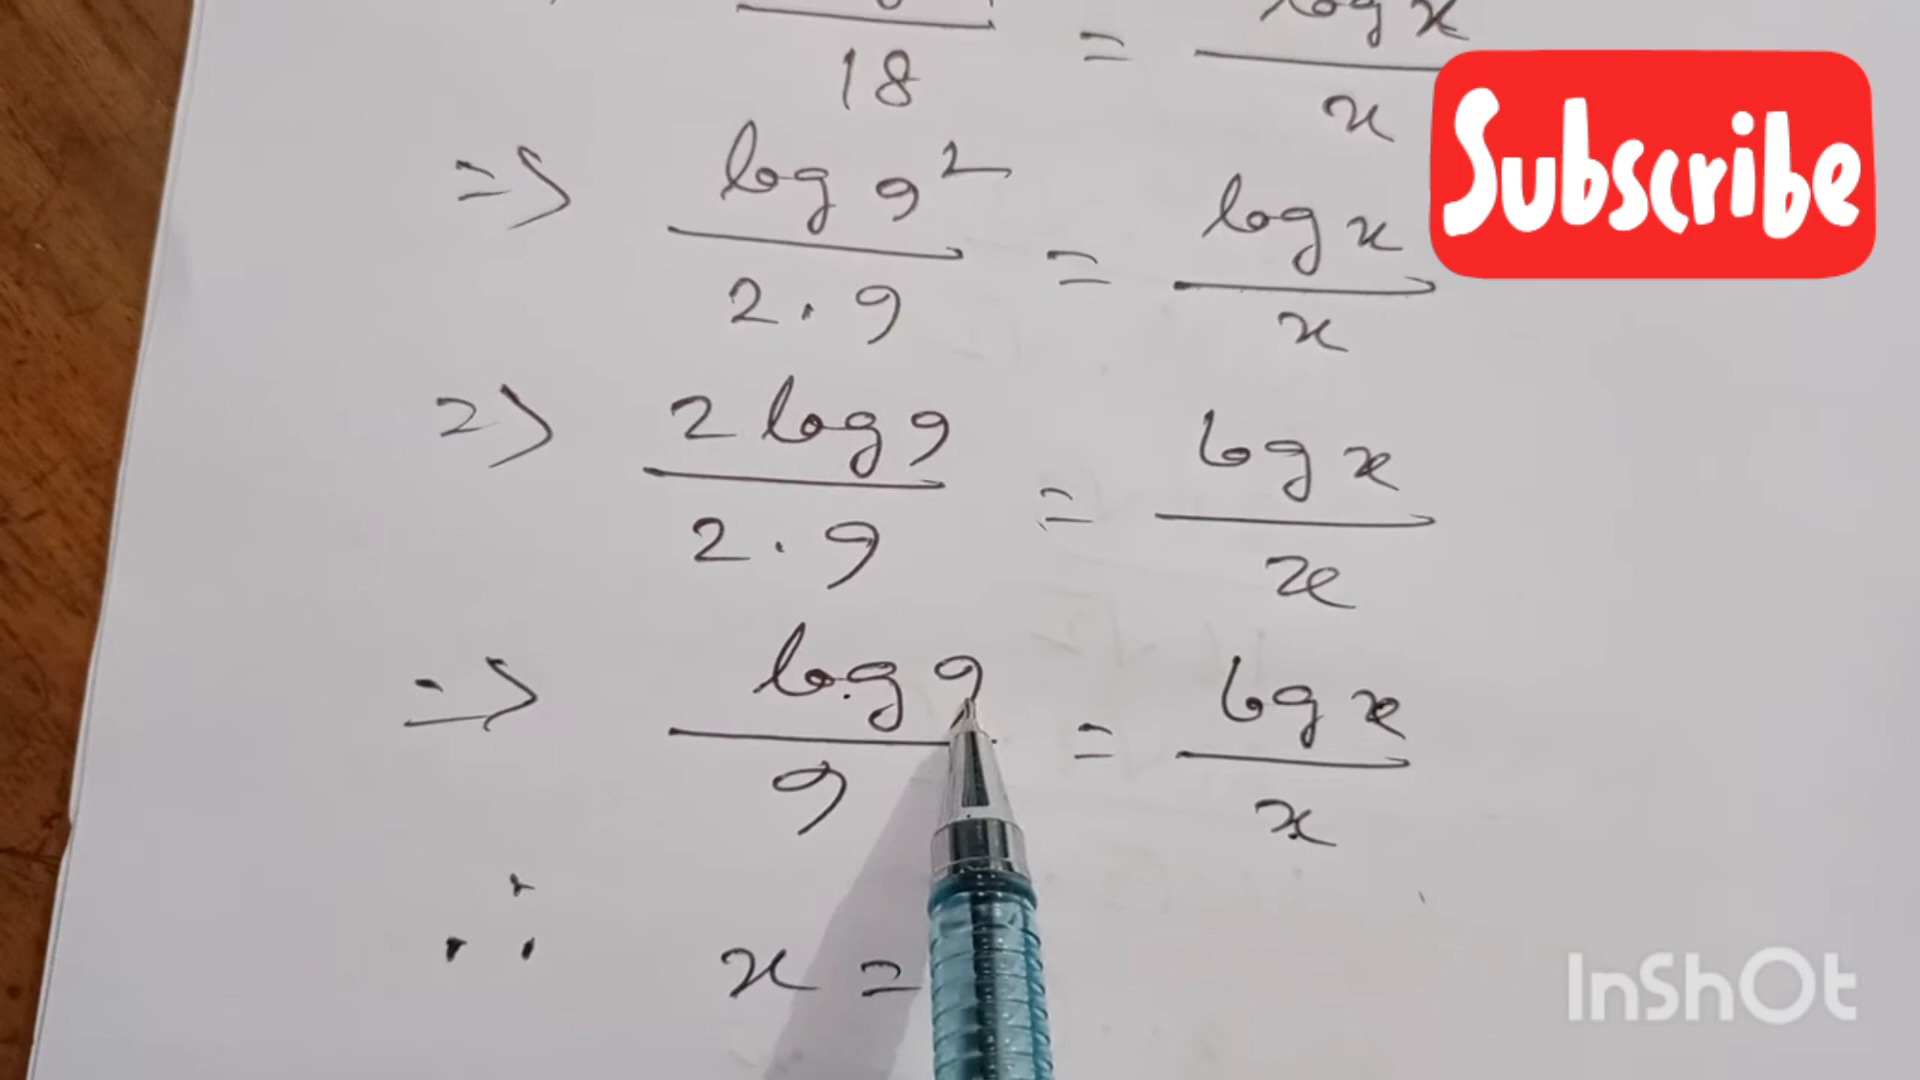 18 = log x / x
Subscribe
=> log 9² / 2 . 9 = log x / x
=> 2 log 9 / 2 . 9 = log x / x
=> log 9 / 9 = log x / x
∴ x =
InShOt